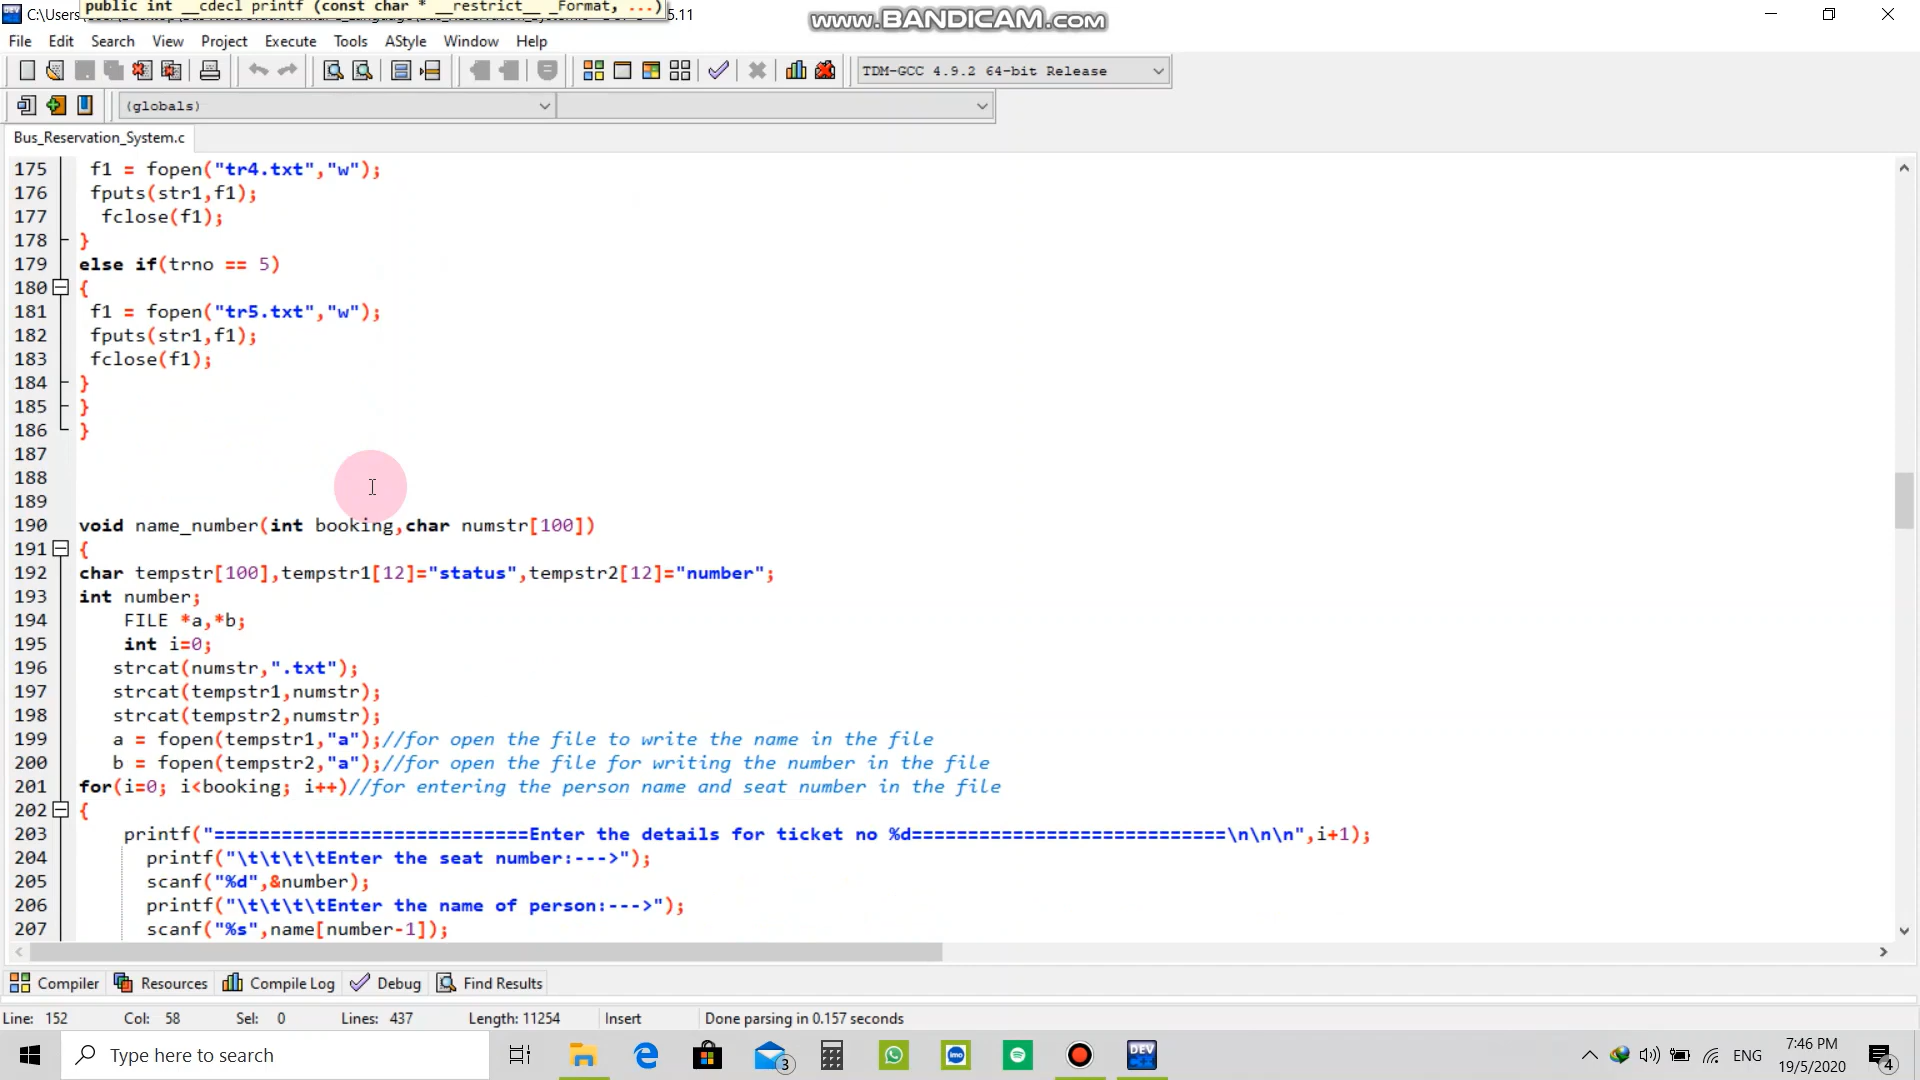 public int __cdecl printf (const char * __restrict__ _Format, ...)
C:\Users
5.11
www.BANDICAM.com
File Edit Search View Project Execute Tools AStyle Window Help
TDM-GCC 4.9.2 64-bit Release
(globals)
Bus_Reservation_System.c
175 f1 = fopen("tr4.txt","w");
176 fputs(str1,f1);
177 fclose(f1);
178 }
179 else if(trno == 5)
180 {
181 f1 = fopen("tr5.txt","w");
182 fputs(str1,f1);
183 fclose(f1);
184 }
185 }
186 }
187
188
189
190 void name_number(int booking,char numstr[100])
191 {
192 char tempstr[100],tempstr1[12]="status",tempstr2[12]="number";
193 int number;
194 FILE *a,*b;
195 int i=0;
196 strcat(numstr,".txt");
197 strcat(tempstr1,numstr);
198 strcat(tempstr2,numstr);
199 a = fopen(tempstr1,"a");//for open the file to write the name in the file
200 b = fopen(tempstr2,"a");//for open the file for writing the number in the file
201 for(i=0; i<booking; i++)//for entering the person name and seat number in the file
202 {
203 printf("============================Enter the details for ticket no %d============================\n\n\n",i+1);
204 printf("\t\t\t\tEnter the seat number:--->");
205 scanf("%d",&number);
206 printf("\t\t\t\tEnter the name of person:--->");
207 scanf("%s",name[number-1]);
Compiler Resources Compile Log Debug Find Results
Line: 152 Col: 58 Sel: 0 Lines: 437 Length: 11254 Insert Done parsing in 0.157 seconds
Type here to search
3
imo
DEV
ENG
7:46 PM
19/5/2020
4